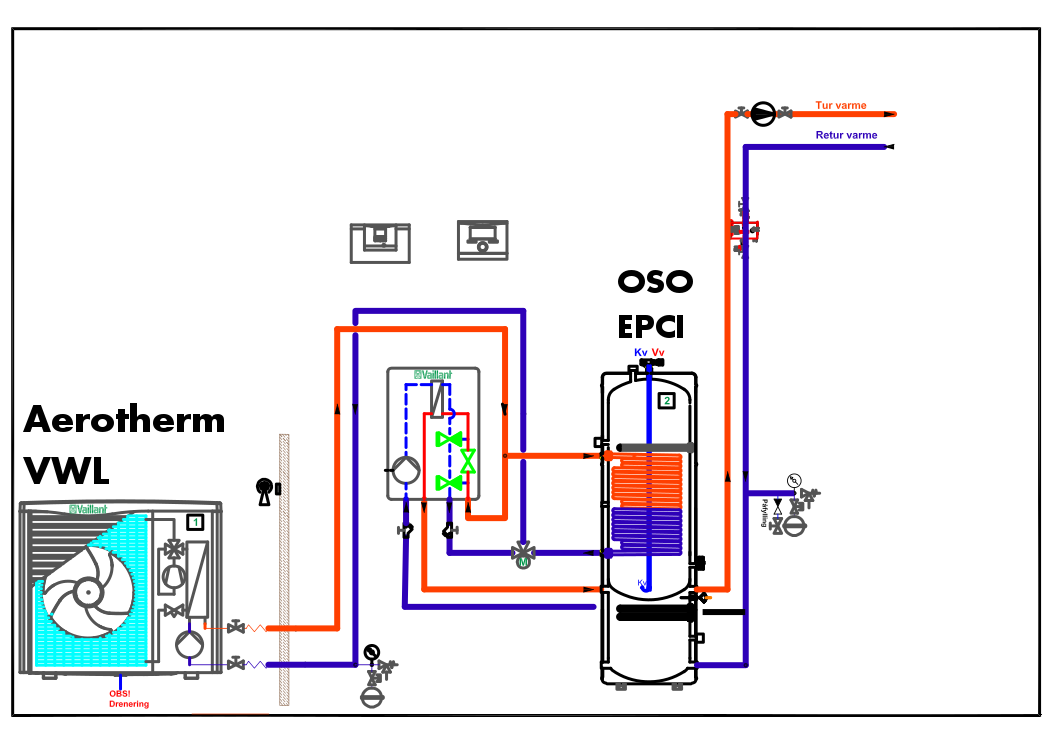 Tur varme
Retur varme
OSO
EPCI
Kv Vv
Vaillant
2
Aerotherm
VWL
Vaillant
1
Kv
M
Påfylling
OBS!
Drenering